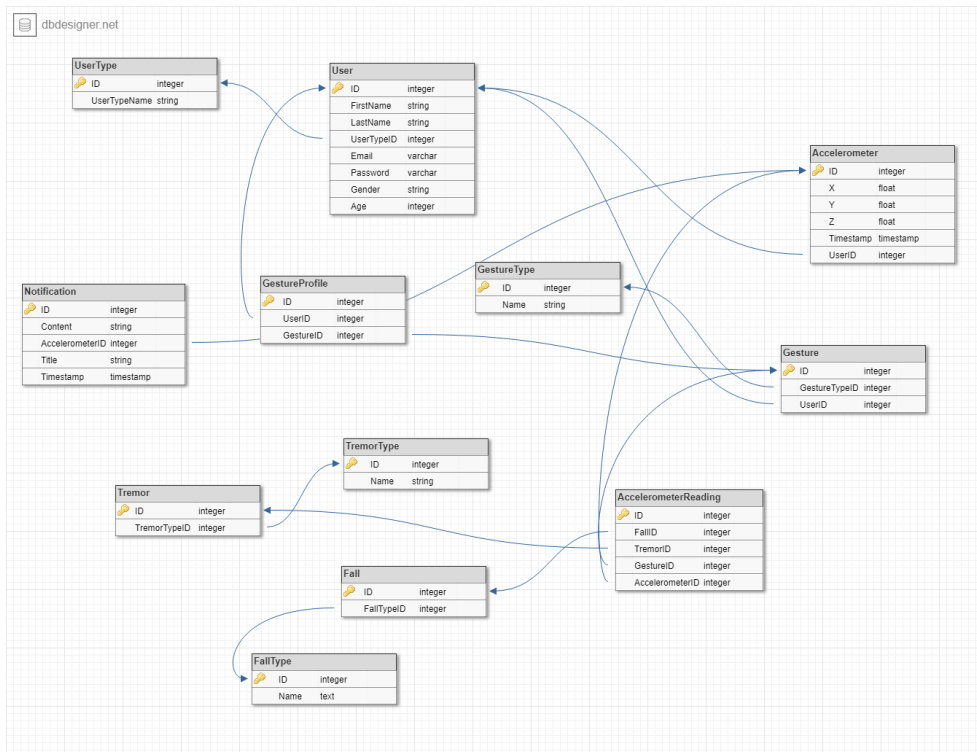 dbdesigner.net
UserType
ID integer
UserTypeName string
User
ID integer
FirstName string
LastName string
UserTypeID integer
Email varchar
Password varchar
Gender string
Age integer
Accelerometer
ID integer
X float
Y float
Z float
Timestamp timestamp
UserID integer
GestureType
ID integer
Name string
GestureProfile
ID integer
UserID integer
GestureID integer
Notification
ID integer
Content string
AccelerometerID integer
Title string
Timestamp timestamp
Gesture
ID integer
GestureTypeID integer
UserID integer
TremorType
ID integer
Name string
Tremor
ID integer
TremorTypeID integer
AccelerometerReading
ID integer
FallID integer
TremorID integer
GestureID integer
AccelerometerID integer
Fall
ID integer
FallTypeID integer
FallType
ID integer
Name text